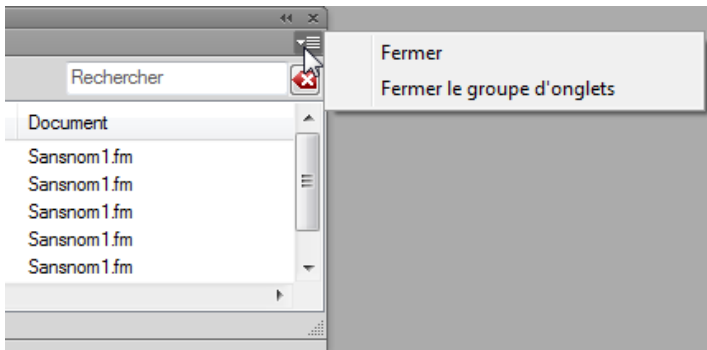 Fermer
Rechercher
Fermer le groupe d'onglets
Document
Sansnom1.fm
Sansnom1.fm
Sansnom1.fm
Sansnom1.fm
Sansnom1.fm